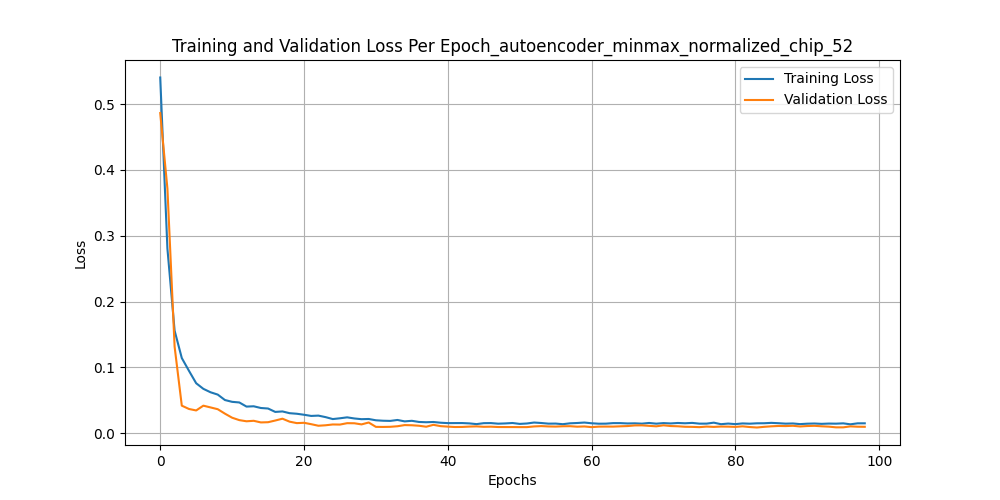 Training and Validation Loss Per Epoch_autoencoder_minmax_normalized_chip_52
Training Loss
Validation Loss
0.5
0.4
0.3
0.2
0.1
0.0
Loss
0 20 40 60 80 100
Epochs